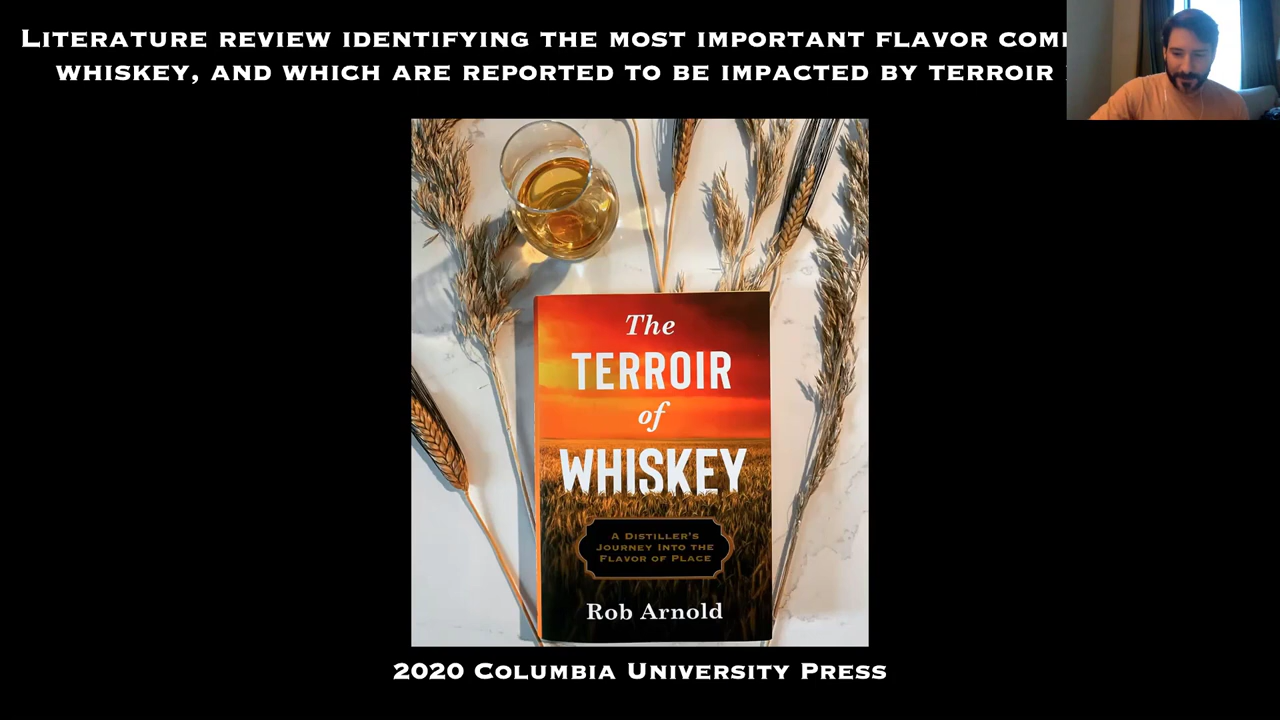 Literature review identifying the most important flavor
whiskey, and which are reported to be impacted by terroir
The
TERROIR
of
WHISKEY
A Distiller's
Journey Into the
Flavor of Place
Rob Arnold
2020 Columbia University Press